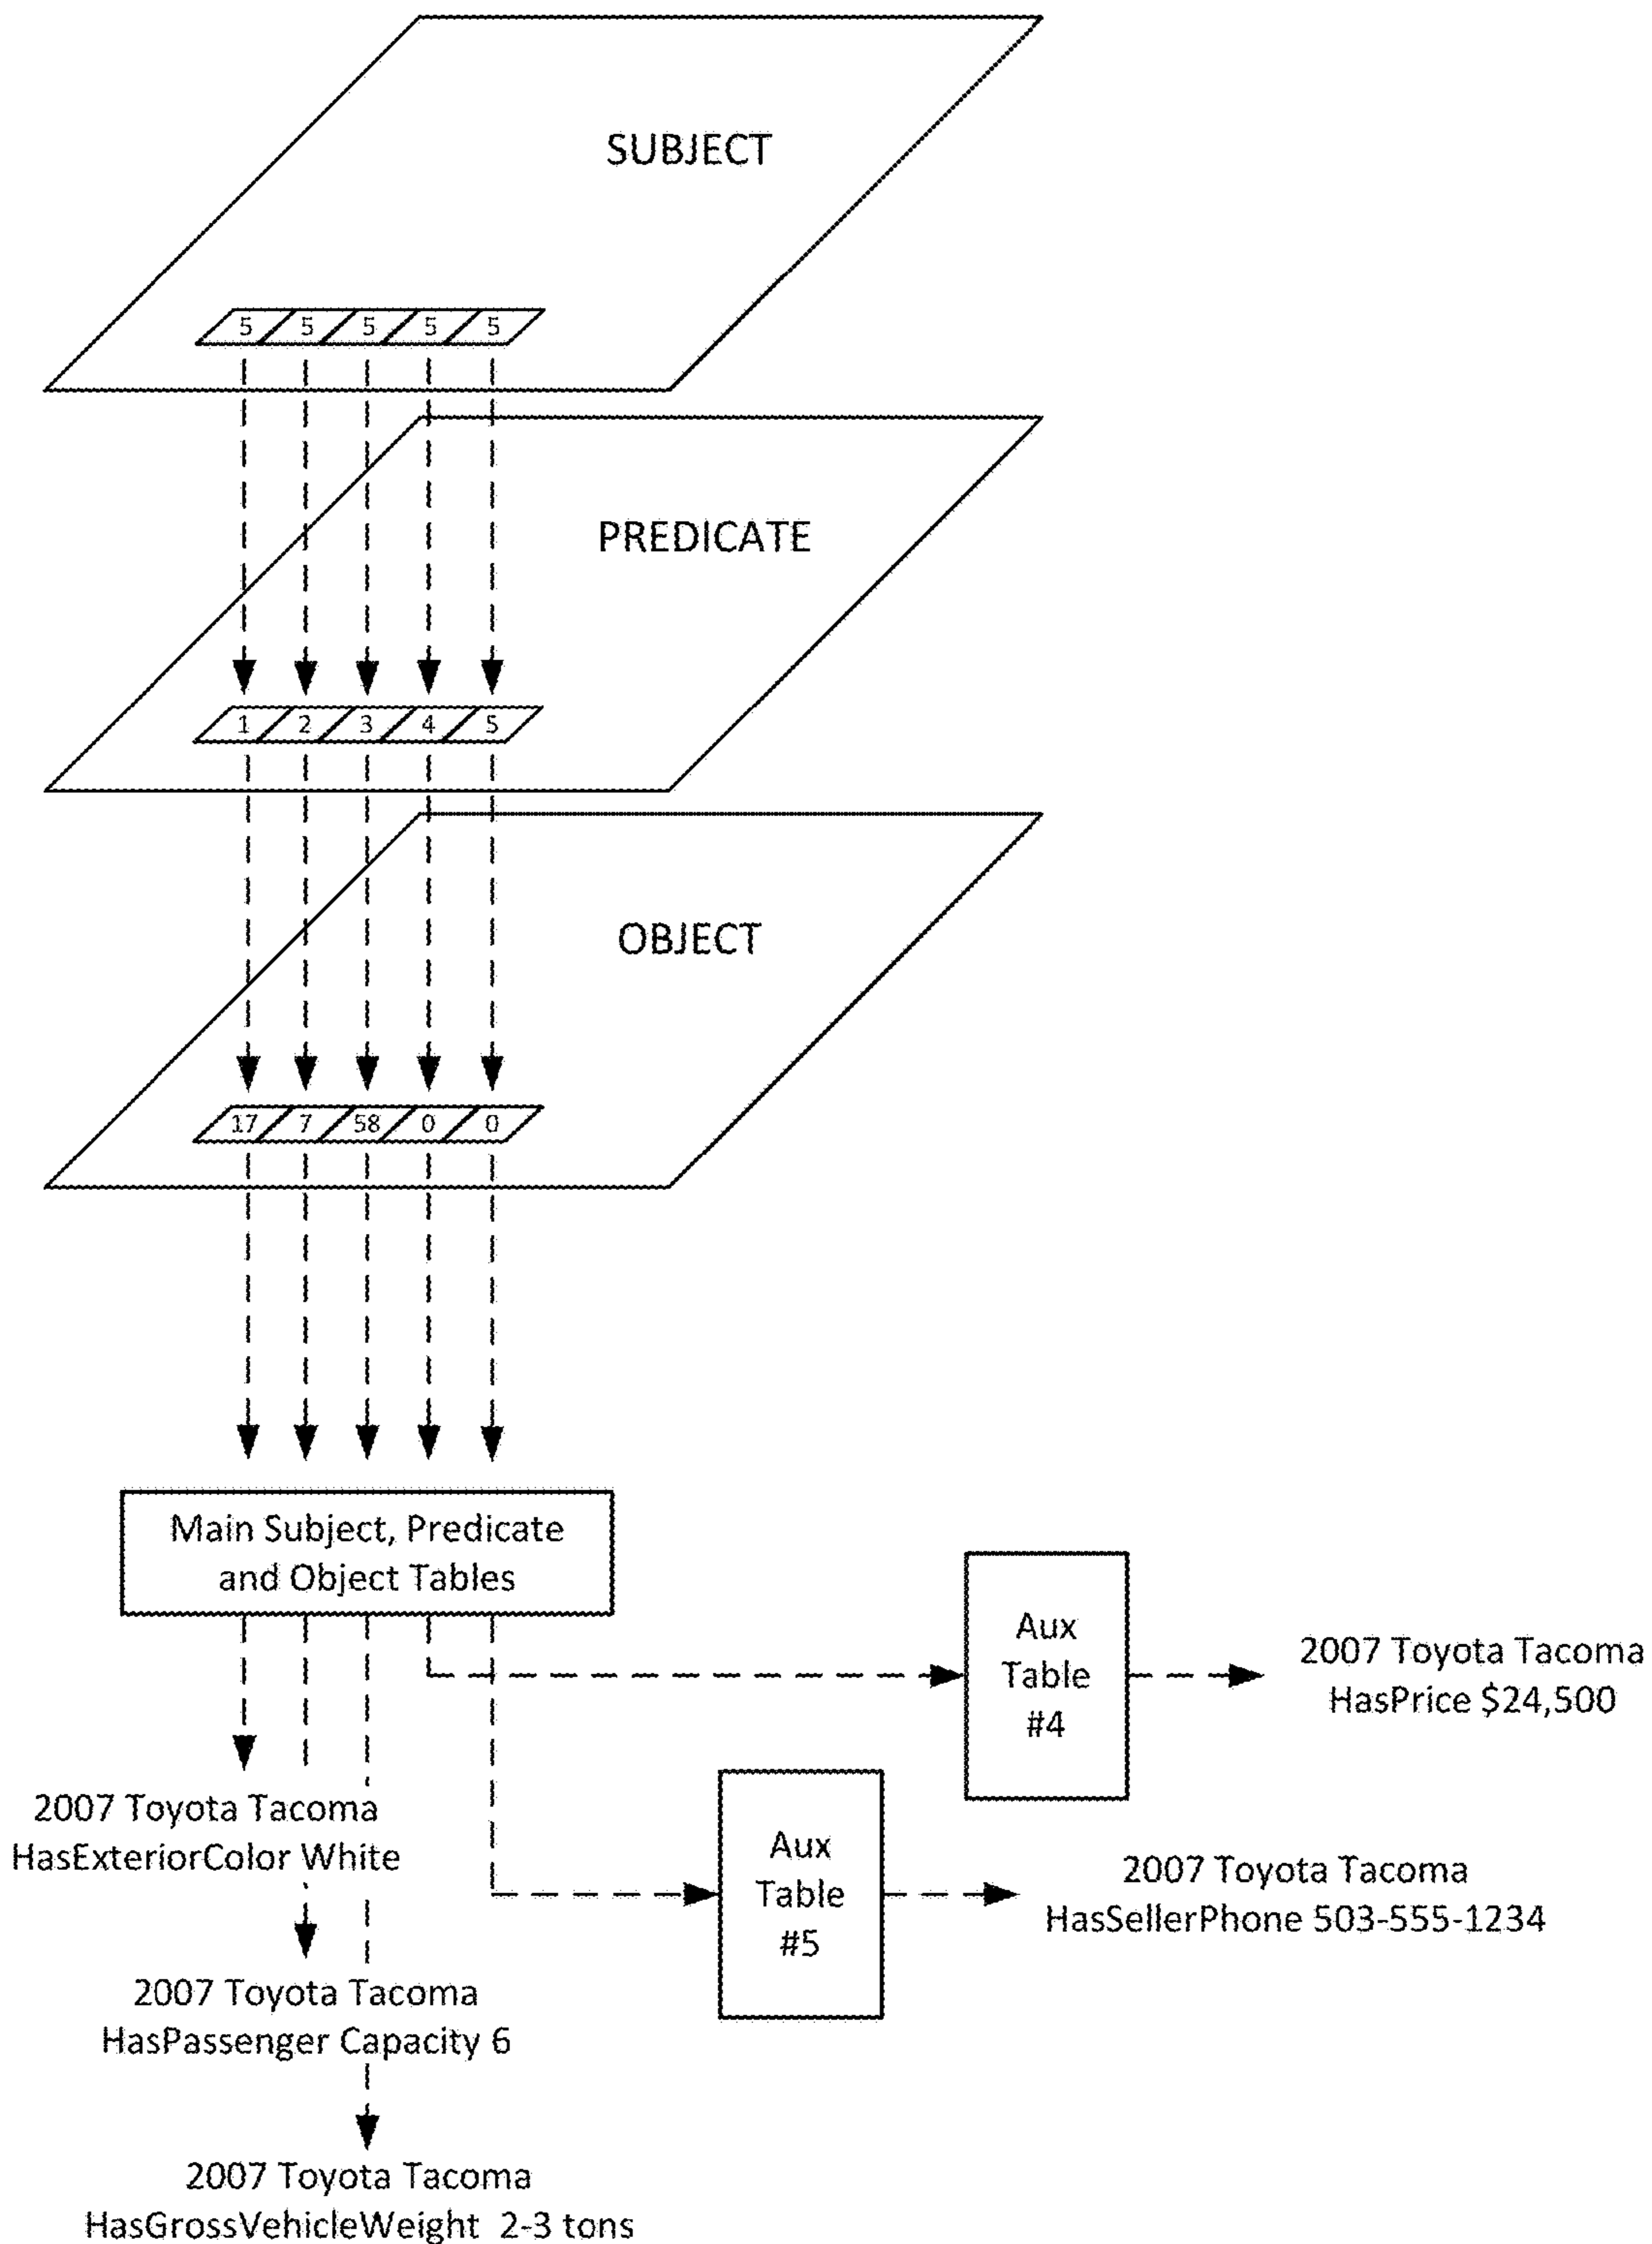 SUBJECT
5 5 5 5 5
PREDICATE
1 2 3 4 5
OBJECT
17 7 58 0 0
Main Subject, Predicate
and Object Tables
Aux
Table
#4
2007 Toyota Tacoma
HasPrice $24,500
2007 Toyota Tacoma
HasExteriorColor White
Aux
Table
#5
2007 Toyota Tacoma
HasSellerPhone 503-555-1234
2007 Toyota Tacoma
HasPassenger Capacity 6
2007 Toyota Tacoma
HasGrossVehicleWeight 2-3 tons